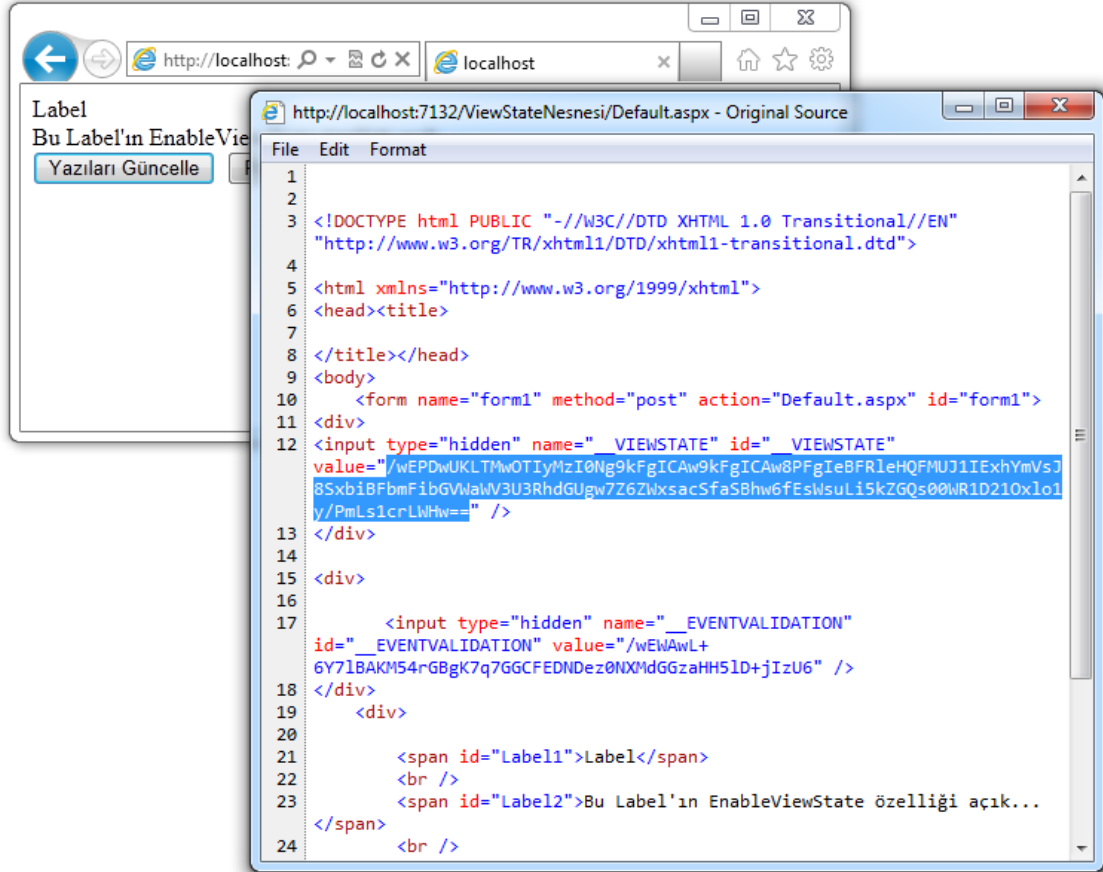 http://localhost:
localhost
Label
Bu Label'ın EnableVie
Yazıları Güncelle
http://localhost:7132/ViewStateNesnesi/Default.aspx - Original Source
File Edit Format
1
2
3 <!DOCTYPE html PUBLIC "-//W3C//DTD XHTML 1.0 Transitional//EN"
"http://www.w3.org/TR/xhtml1/DTD/xhtml1-transitional.dtd">
4
5 <html xmlns="http://www.w3.org/1999/xhtml">
6 <head><title>
7
8 </title></head>
9 <body>
10 <form name="form1" method="post" action="Default.aspx" id="form1">
11 <div>
12 <input type="hidden" name="__VIEWSTATE" id="__VIEWSTATE"
value="/wEPDwUKLTMwOTIyMzI0Ng9kFgICAw9kFgICAw8PFgIeBFRleHQFMUJ1IExhYmVsJ
8SxbiBFbmFibGVWaWV3U3RhdGUgw7Z6ZWxsacSfaSBhw6fEsWsuLi5kZGQs00WR1D21Oxlo1
y/PmLs1crLWHw==" />
13 </div>
14
15 <div>
16
17 <input type="hidden" name="__EVENTVALIDATION"
id="__EVENTVALIDATION" value="/wEWAwL+
6Y7lBAKM54rGBgK7q7GGCFEDNDez0NXMdGGzaHH5lD+jIzU6" />
18 </div>
19 <div>
20
21 <span id="Label1">Label</span>
22 <br />
23 <span id="Label2">Bu Label'ın EnableViewState özelliği açık...
</span>
24 <br />